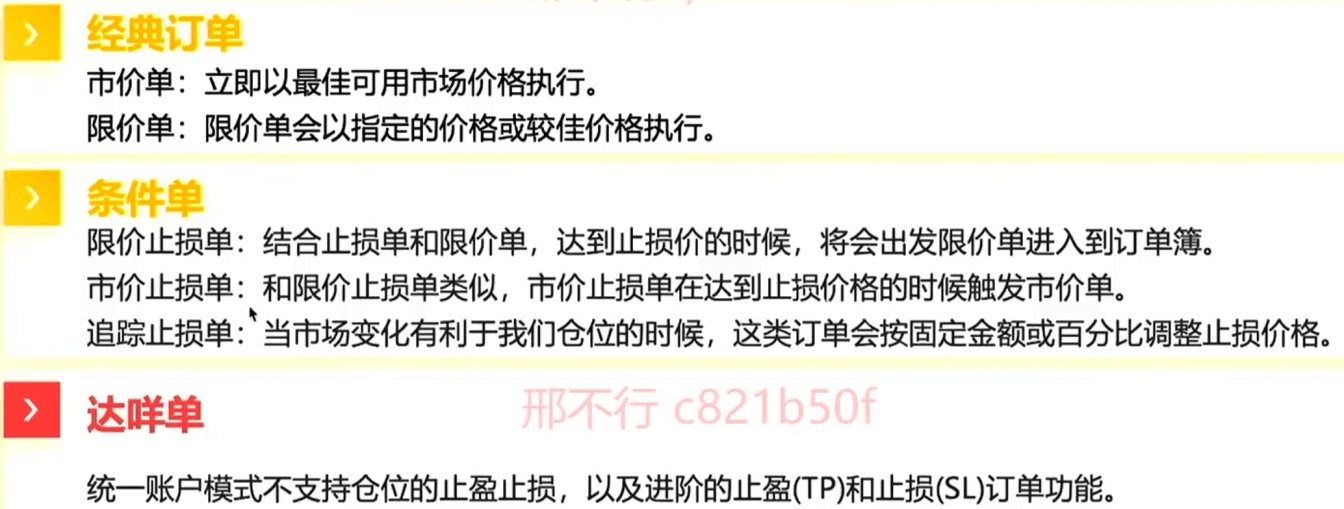 经典订单
市价单：立即以最佳可用市场价格执行。
限价单：限价单会以指定的价格或较佳价格执行。
条件单
限价止损单：结合止损单和限价单，达到止损价的时候，将会出发限价单进入到订单簿。
市价止损单：和限价止损单类似，市价止损单在达到止损价格的时候触发市价单。
追踪止损单：当市场变化有利于我们仓位的时候，这类订单会按固定金额或百分比调整止损价格。
达咩单
邢不行 c821b50f
统一账户模式不支持仓位的止盈止损，以及进阶的止盈(TP)和止损(SL)订单功能。